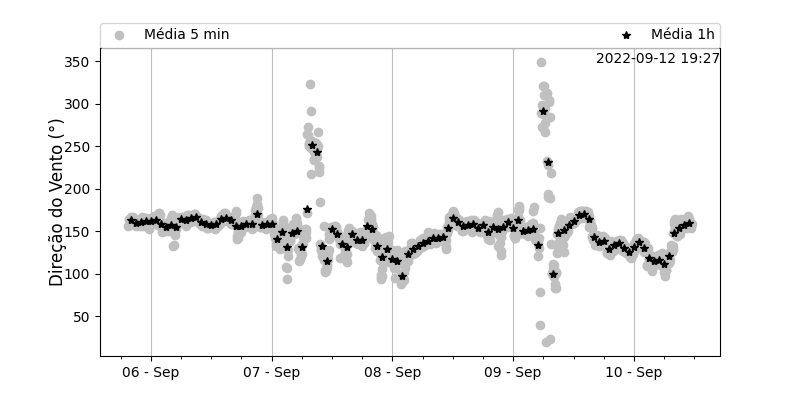 Média 5 min
Média 1h
2022-09-12 19:27
Direção do Vento (°)
350
300
250
200
150
100
50
06 - Sep
07 - Sep
08 - Sep
09 - Sep
10 - Sep